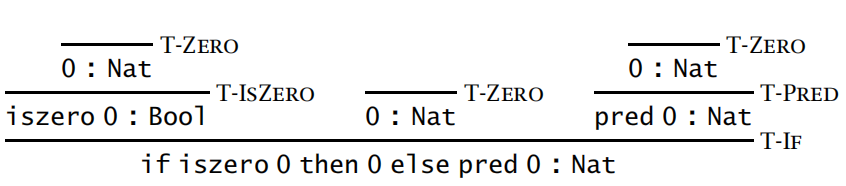 T-ZERO T-ZERO
0 : Nat 0 : Nat
T-ISZERO T-ZERO T-PRED
iszero 0 : Bool 0 : Nat pred 0 : Nat
T-IF
if iszero 0 then 0 else pred 0 : Nat